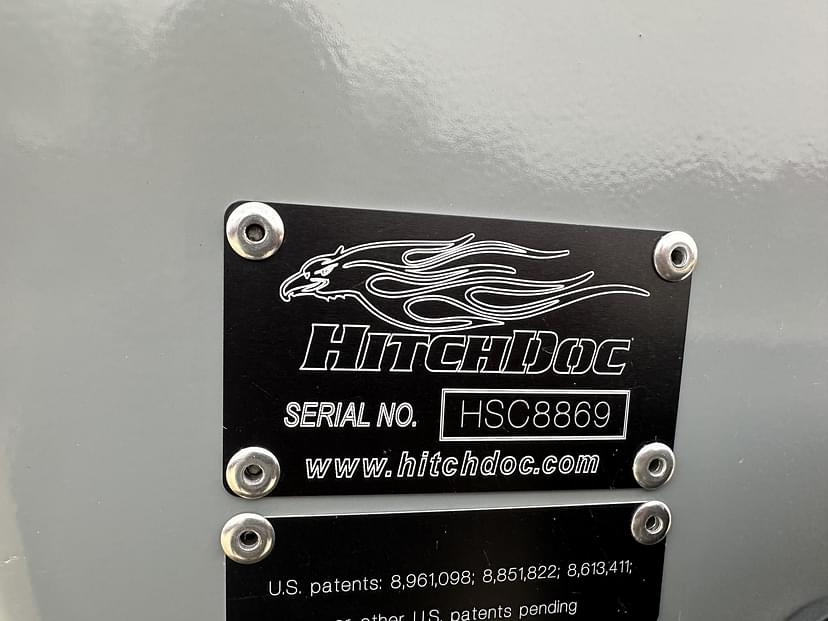 HITCHDOC
SERIAL NO. HSC8869
www.hitchdoc.com
U.S. patents: 8,961,098; 8,851,822; 8,613,411;
other U.S. patents pending